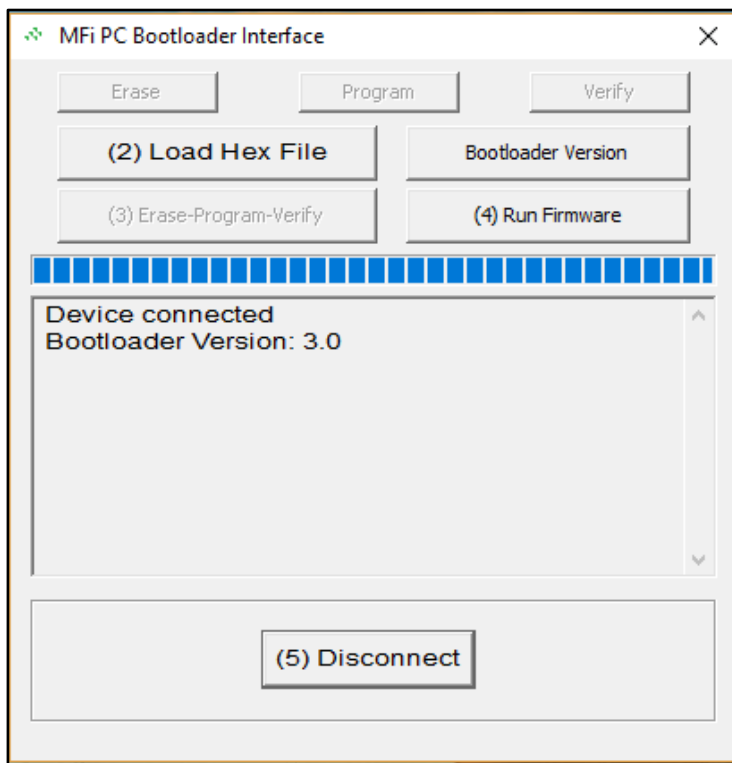 MFi PC Bootloader Interface
Erase Program Verify
(2) Load Hex File Bootloader Version
(3) Erase-Program-Verify (4) Run Firmware
Device connected
Bootloader Version: 3.0
(5) Disconnect